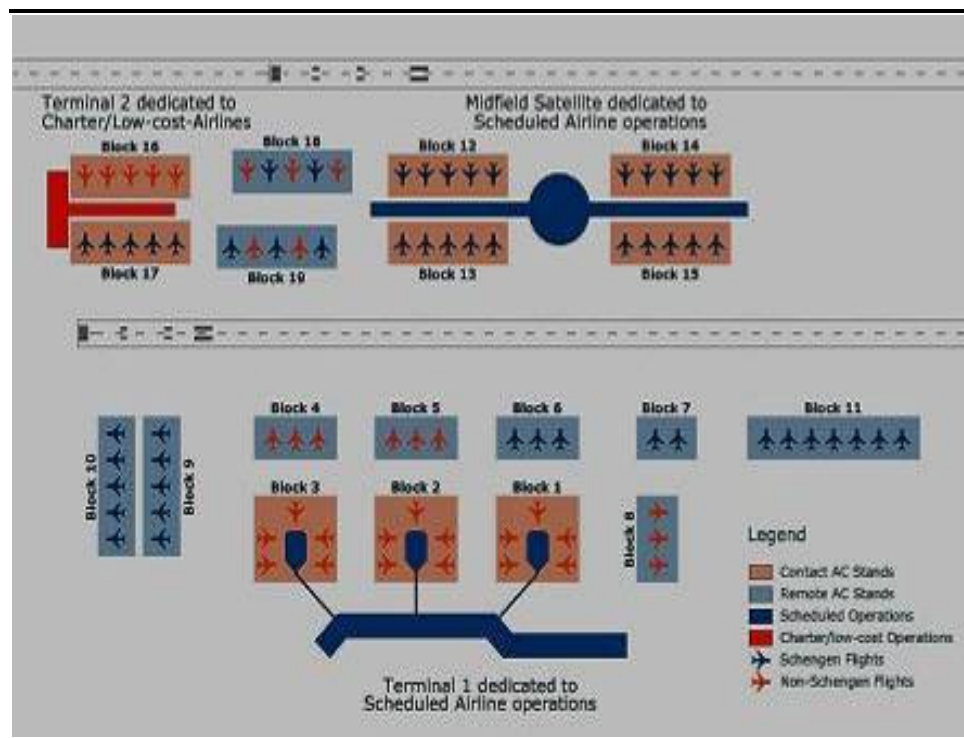 Terminal 2 dedicated to
Charter/Low-cost-Airlines
Midfield Satellite dedicated to
Scheduled Airline operations
Block 16
Block 18
Block 12
Block 14
Block 17
Block 19
Block 13
Block 15
Block 4
Block 5
Block 6
Block 7
Block 11
Block 10
Block 9
Block 3
Block 2
Block 1
Block 8
Legend
Contact AC Stands
Remote AC Stands
Scheduled Operations
Charter/low-cost Operations
Schengen Flights
Non-Schengen Flights
Terminal 1 dedicated to
Scheduled Airline operations